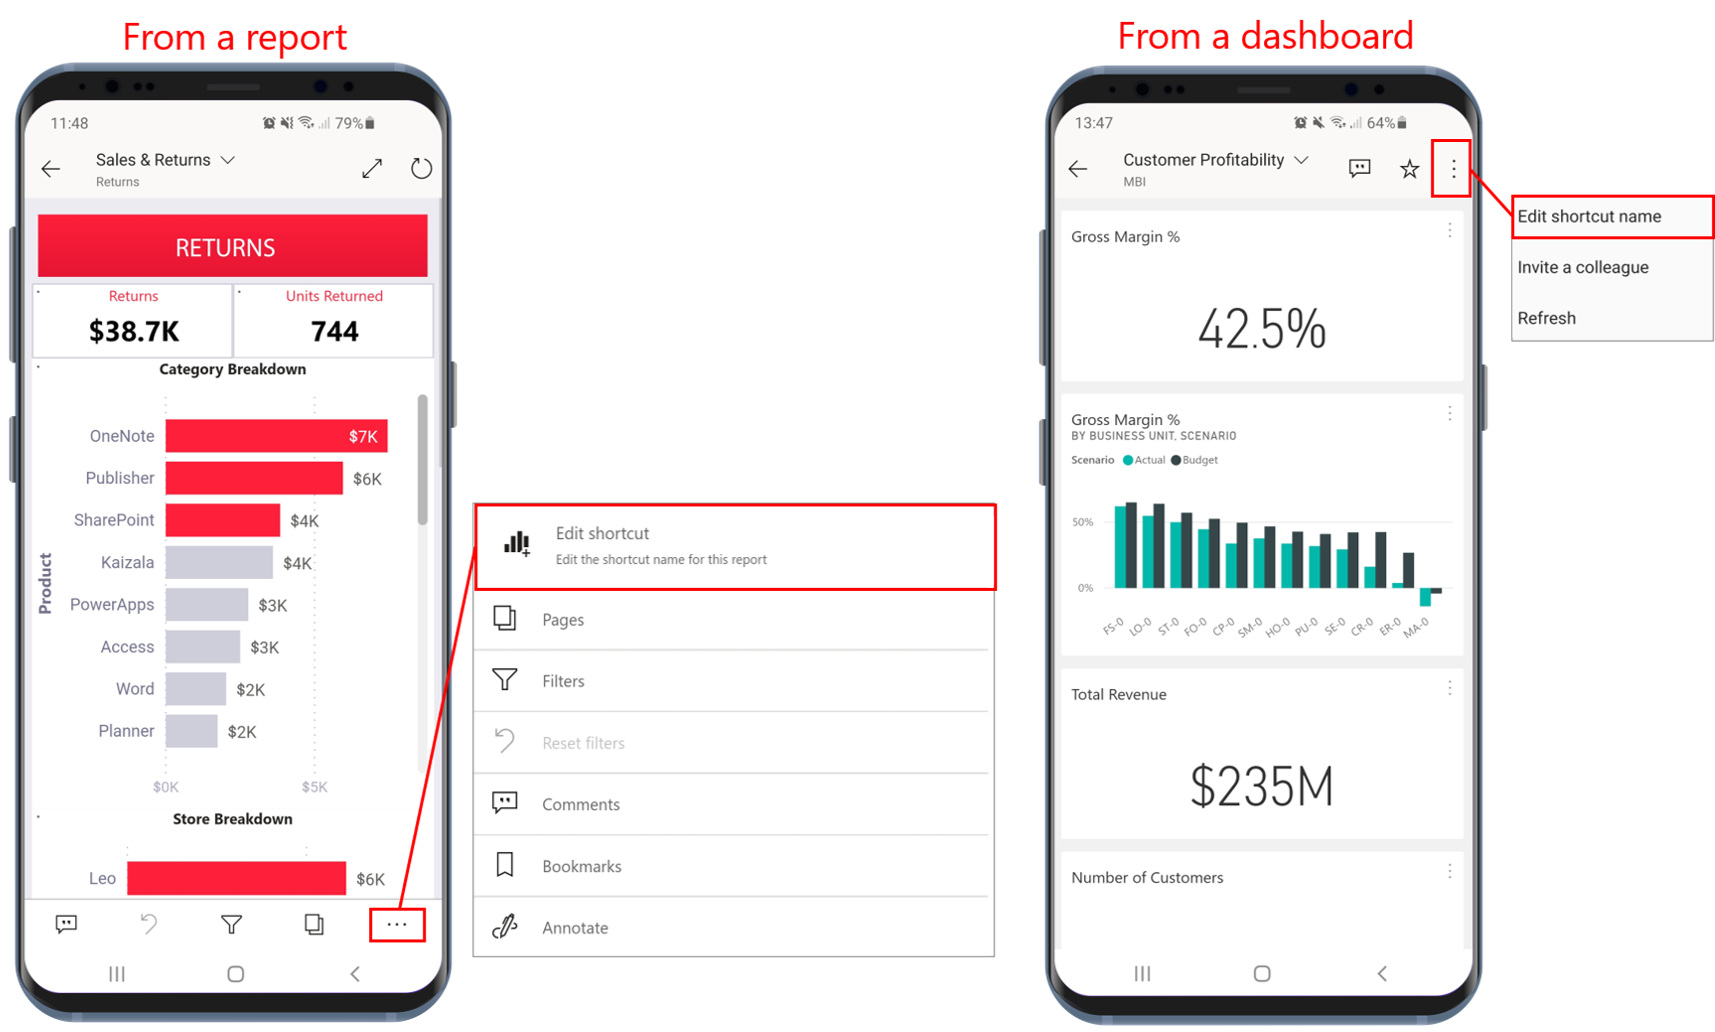 From a report
11:48
79%
Sales & Returns
Returns
RETURNS
Returns
$38.7K
Units Returned
744
Category Breakdown
Product
OneNote $7K
Publisher $6K
SharePoint $4K
Kaizala $4K
PowerApps $3K
Access $3K
Word $2K
Planner $2K
$0K $5K
Store Breakdown
Leo $6K
Edit shortcut
Edit the shortcut name for this report
Pages
Filters
Reset filters
Comments
Bookmarks
Annotate
From a dashboard
13:47
64%
Customer Profitability
MBI
Gross Margin %
42.5%
Gross Margin %
BY BUSINESS UNIT, SCENARIO
Scenario Actual Budget
50%
0%
FS-0 LO-0 ST-0 FO-0 CP-0 SM-0 HO-0 PU-0 SE-0 CR-0 ER-0 MA-0
Total Revenue
$235M
Number of Customers
Edit shortcut name
Invite a colleague
Refresh